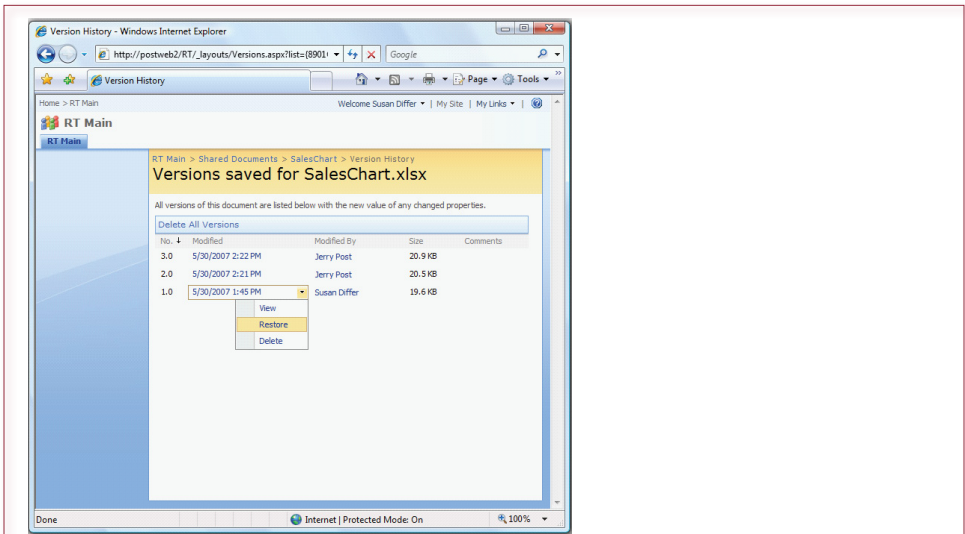 Version History - Windows Internet Explorer
http://postweb2/RT/_layouts/Versions.aspx?list={8901
Google
Version History
Page
Tools
Home > RT Main
Welcome Susan Differ | My Site | My Links |
RT Main
RT Main
RT Main > Shared Documents > SalesChart > Version History
Versions saved for SalesChart.xlsx
All versions of this document are listed below with the new value of any changed properties.
Delete All Versions
No. Modified Modified By Size Comments
3.0 5/30/2007 2:22 PM Jerry Post 20.9 KB
2.0 5/30/2007 2:21 PM Jerry Post 20.5 KB
1.0 5/30/2007 1:45 PM Susan Differ 19.6 KB
View
Restore
Delete
Done
Internet | Protected Mode: On
100%